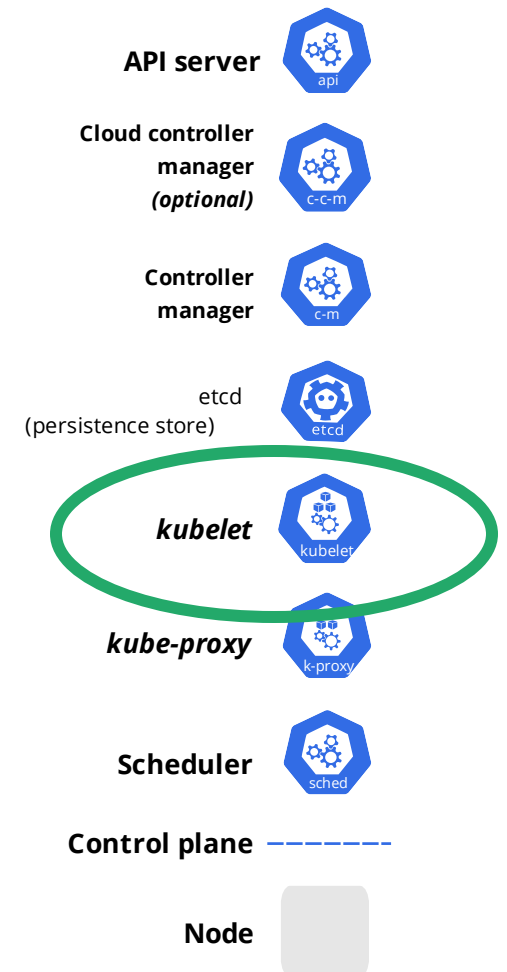 API server
api
Cloud controller
manager
(optional)
c-c-m
Controller
manager
c-m
etcd
(persistence store)
etcd
kubelet
kubelet
kube-proxy
k-proxy
Scheduler
sched
Control plane
Node